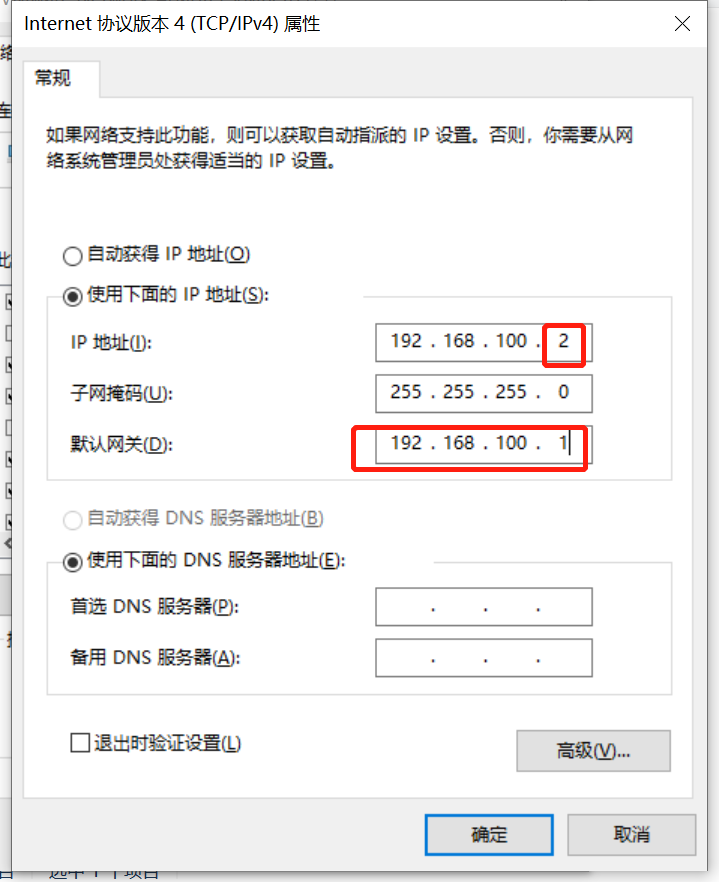 Internet 协议版本 4 (TCP/IPv4) 属性
常规
如果网络支持此功能，则可以获取自动指派的 IP 设置。否则，你需要从网
络系统管理员处获得适当的 IP 设置。
自动获得 IP 地址(O)
使用下面的 IP 地址(S):
IP 地址(I): 192 . 168 . 100 . 2
子网掩码(U): 255 . 255 . 255 . 0
默认网关(D): 192 . 168 . 100 . 1
自动获得 DNS 服务器地址(B)
使用下面的 DNS 服务器地址(E):
首选 DNS 服务器(P): . . .
备用 DNS 服务器(A): . . .
退出时验证设置(L)
高级(V)...
确定 取消
选中 1 个项目